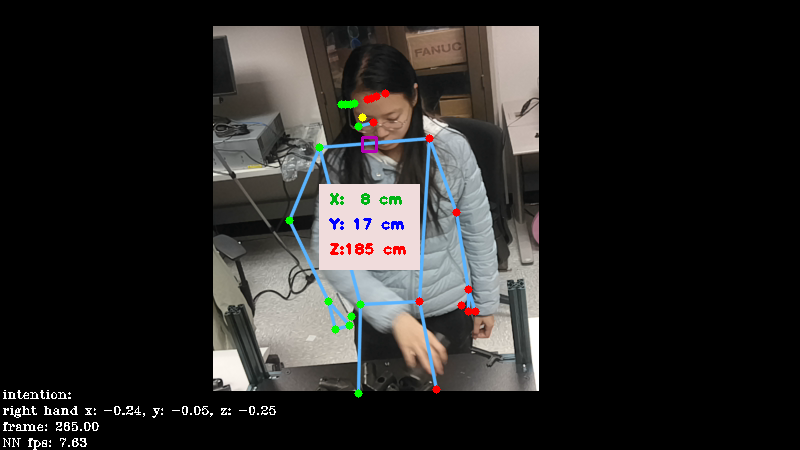 FANUC
X: 8 cm
Y: 17 cm
Z:185 cm
intention:
right hand x: -0.24, y: -0.05, z: -0.25
frame: 265.00
NN fps: 7.63